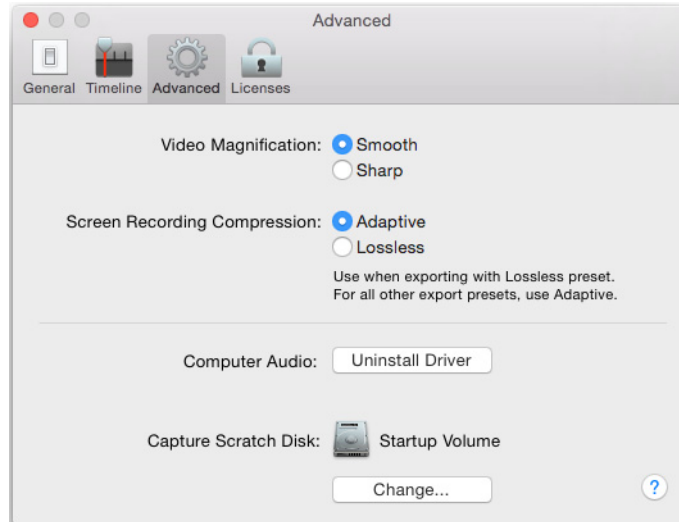 Advanced
General Timeline Advanced Licenses
Video Magnification: Smooth
Sharp
Screen Recording Compression: Adaptive
Lossless
Use when exporting with Lossless preset.
For all other export presets, use Adaptive.
Computer Audio: Uninstall Driver
Capture Scratch Disk: Startup Volume
Change...
?